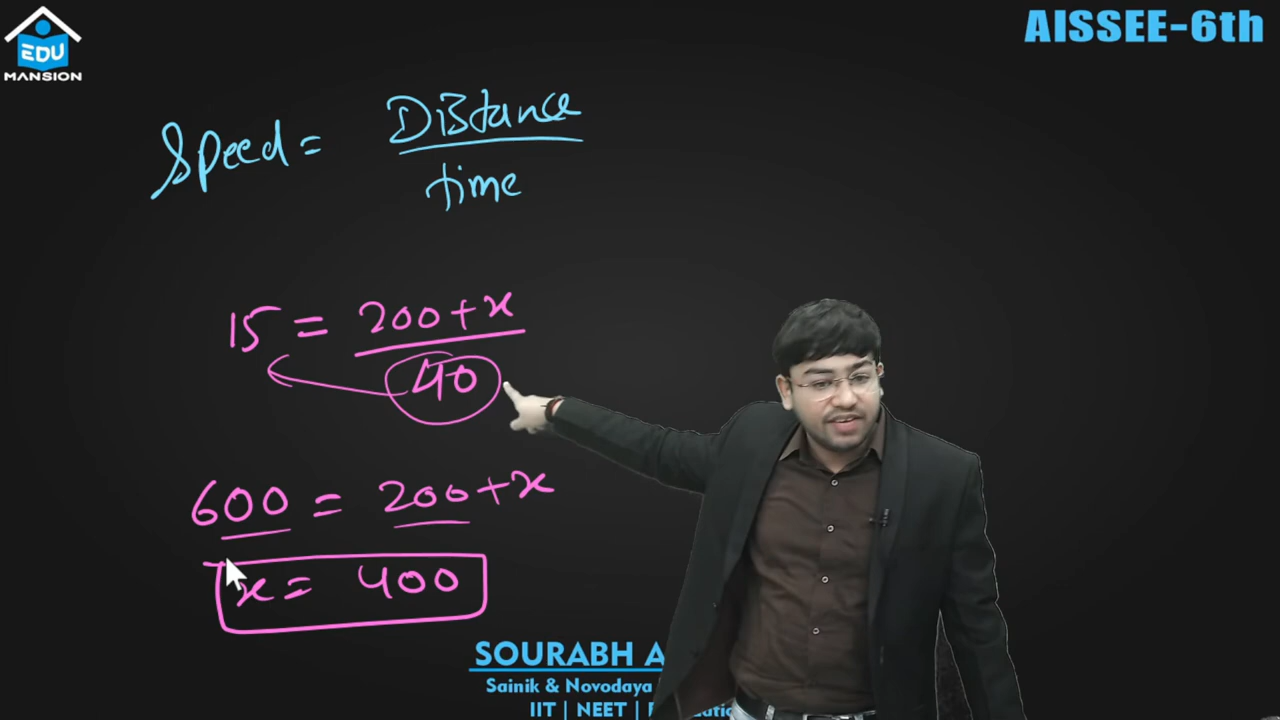 EDU
MANSION
AISSEE-6th
Speed = Distance
time
15 = 200+x
40
600 = 200+x
x = 400
SOURABH A
Sainik & Novodaya
IIT | NEET |